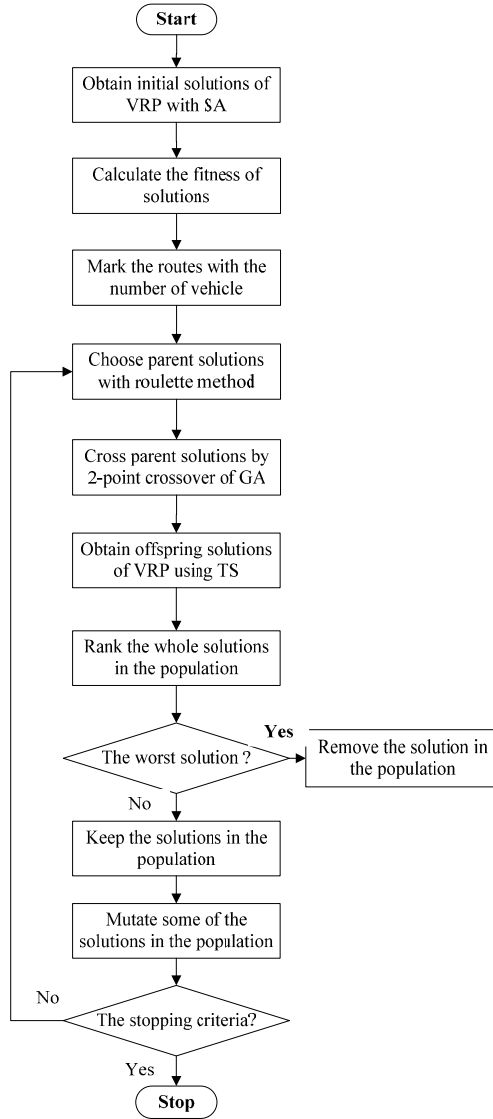 Start
Obtain initial solutions of
VRP with SA
Calculate the fitness of
solutions
Mark the routes with the
number of vehicle
Choose parent solutions
with roulette method
Cross parent solutions by
2-point crossover of GA
Obtain offspring solutions
of VRP using TS
Rank the whole solutions
in the population
The worst solution ?
Yes
Remove the solution in
the population
No
Keep the solutions in the
population
Mutate some of the
solutions in the population
No
The stopping criteria?
Yes
Stop